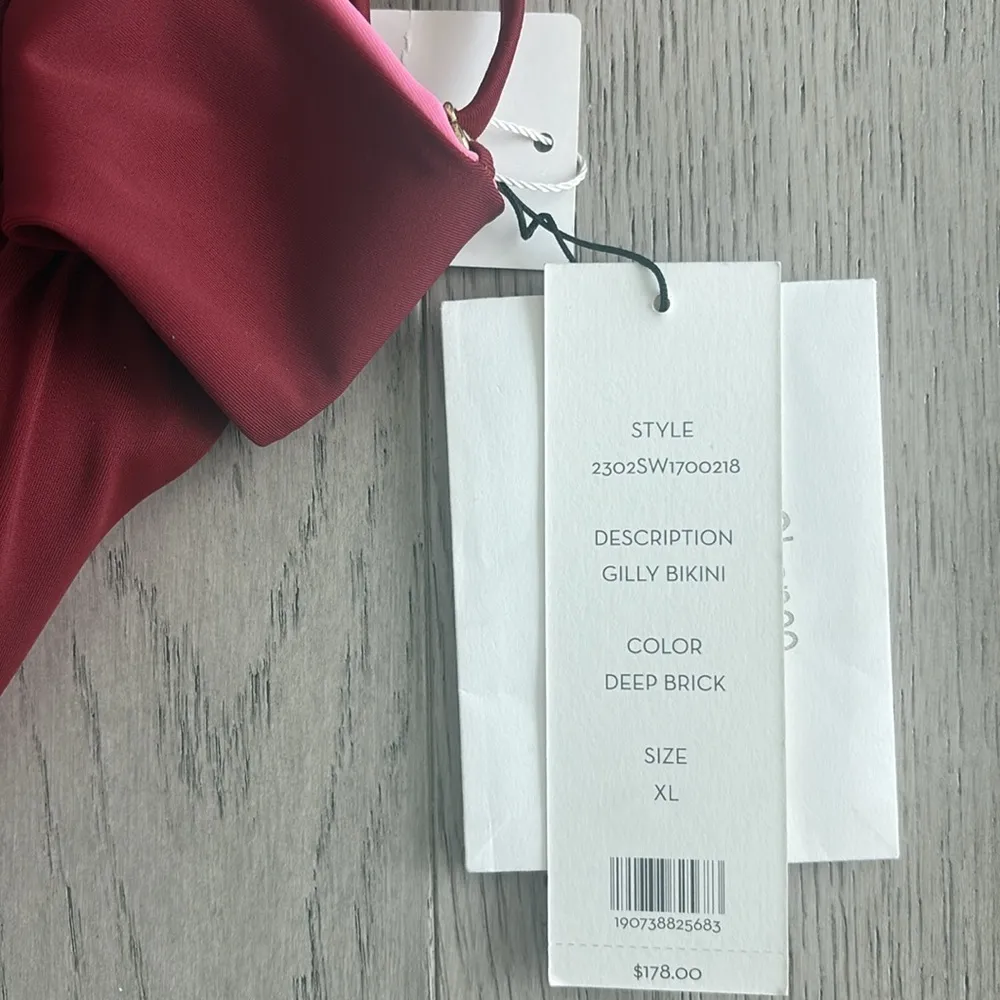 STYLE
2302SW1700218
DESCRIPTION
GILLY BIKINI
COLOR
DEEP BRICK
SIZE
XL
190738825683
$178.00